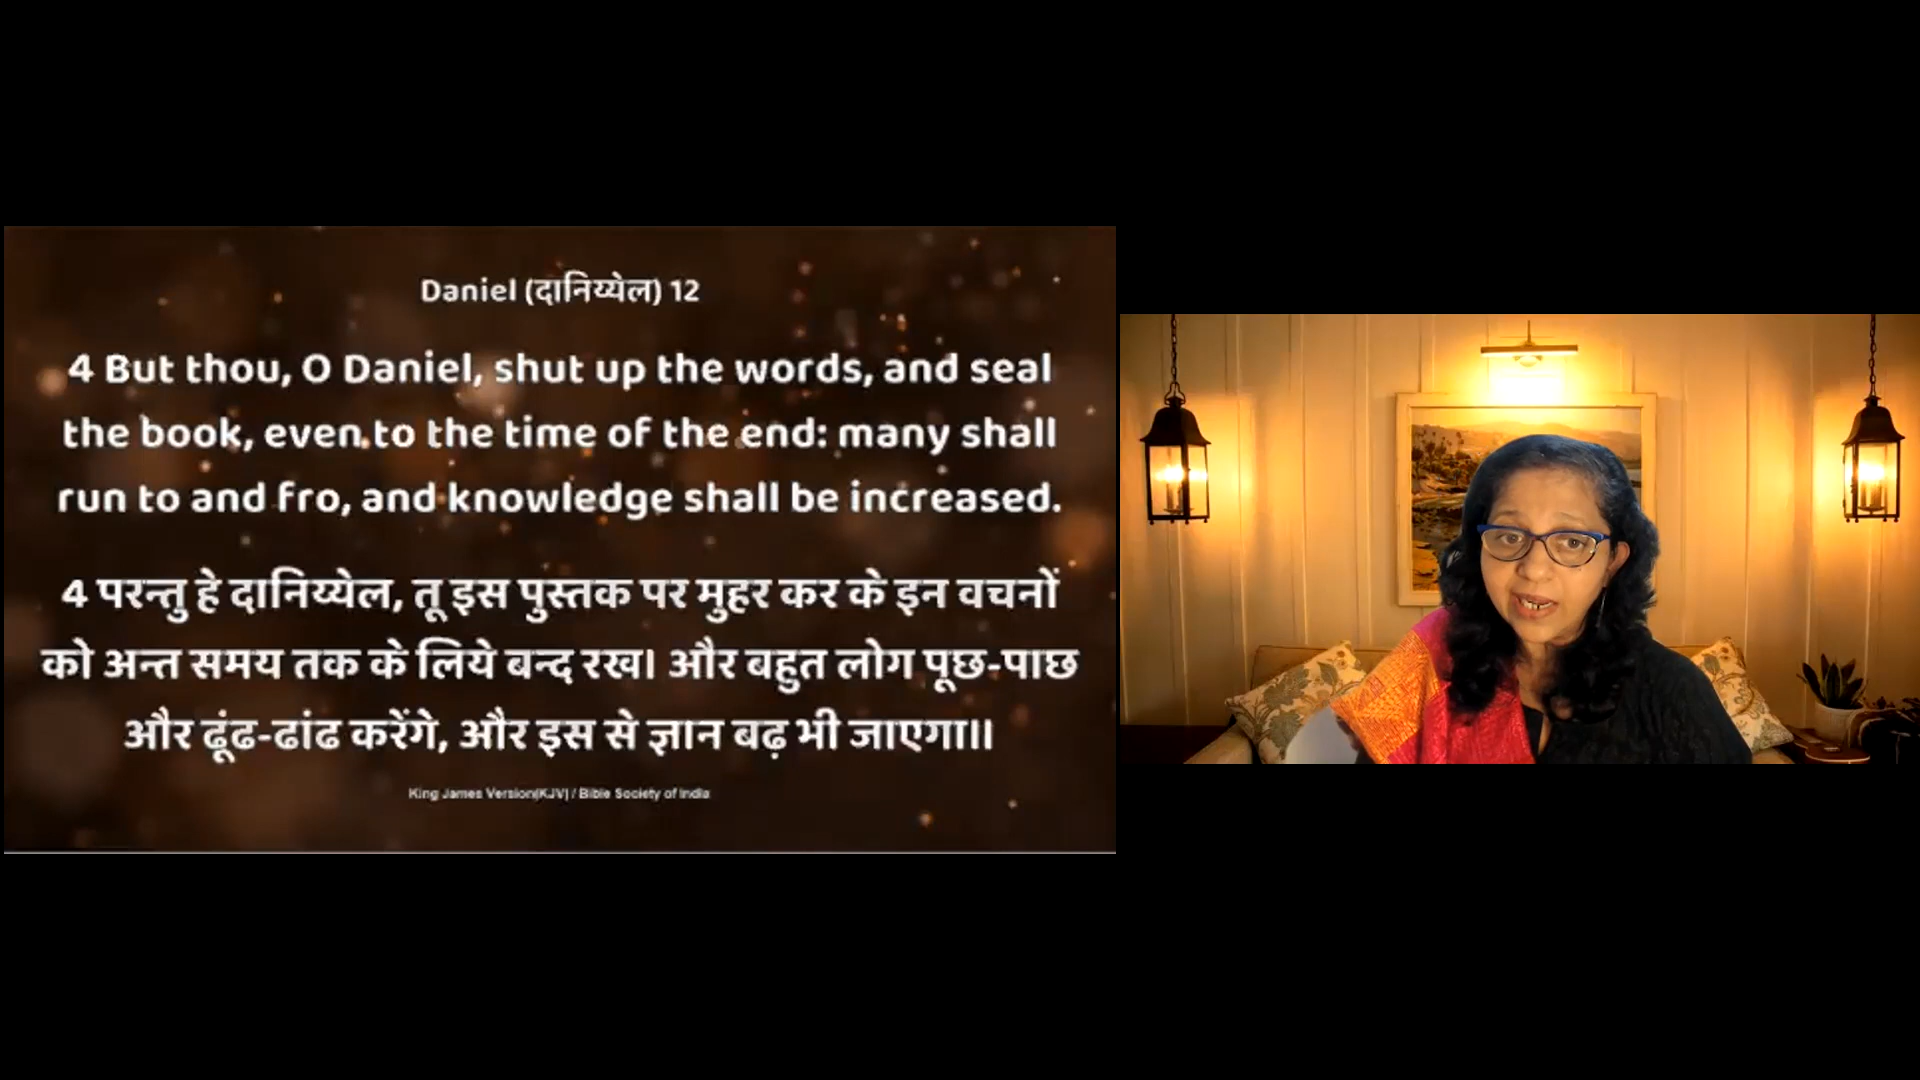 Daniel (दानिय्येल) 12
4 But thou, O Daniel, shut up the words, and seal
the book, even to the time of the end: many shall
run to and fro, and knowledge shall be increased.
4 परन्तु हे दानिय्येल, तू इस पुस्तक पर मुहर कर के इन वचनों
को अन्त समय तक के लिये बन्द रख। और बहुत लोग पूछ-पाछ
और ढूंढ-ढांढ करेंगे, और इस से ज्ञान बढ़ भी जाएगा॥
King James Version(KJV) / Bible Society of India